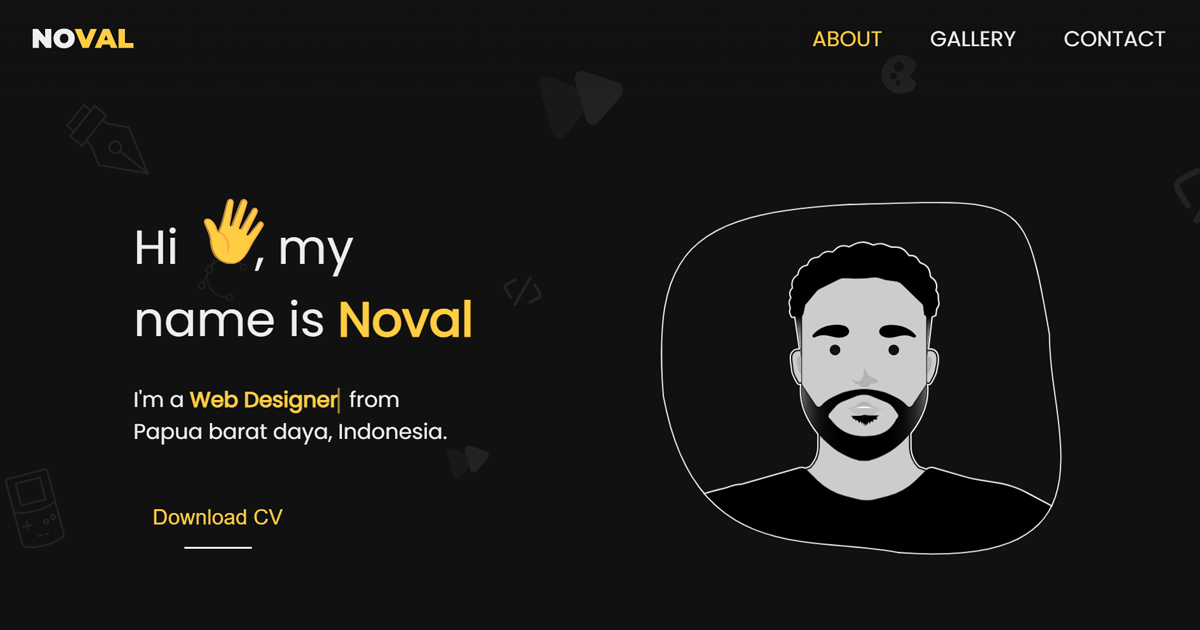 NOVAL
ABOUT GALLERY CONTACT
Hi 👋, my
name is Noval
I'm a Web Designer| from
Papua barat daya, Indonesia.
Download CV